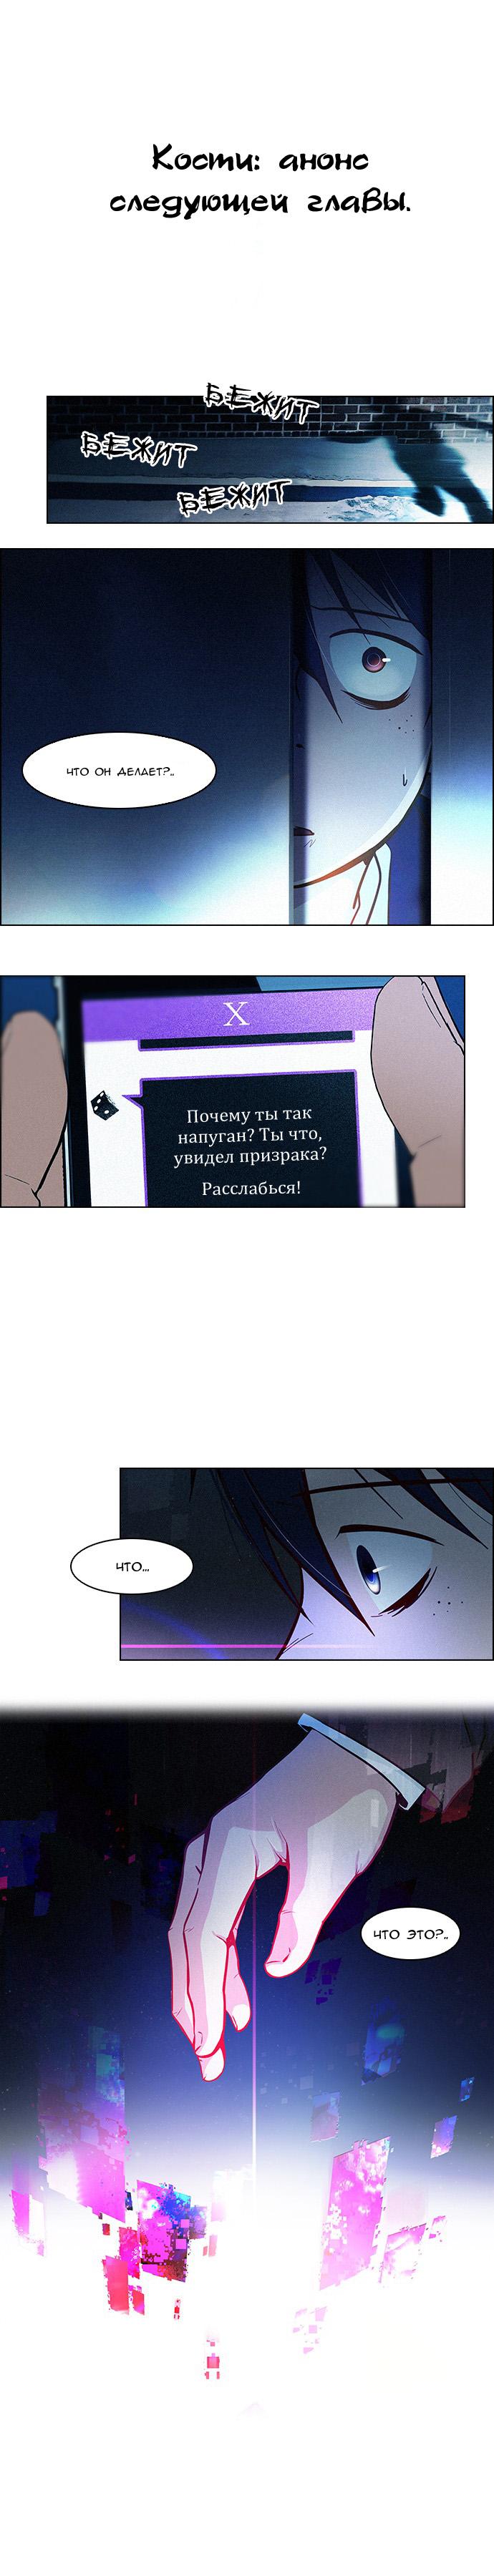 Кости: анонс
следующей главы.
БЕЖИТ
БЕЖИТ
БЕЖИТ
ЧТО ОН ДЕЛАЕТ?..
X
Почему ты так
напуган? Ты что,
увидел призрака?
Расслабься!
ЧТО...
ЧТО ЭТО?..